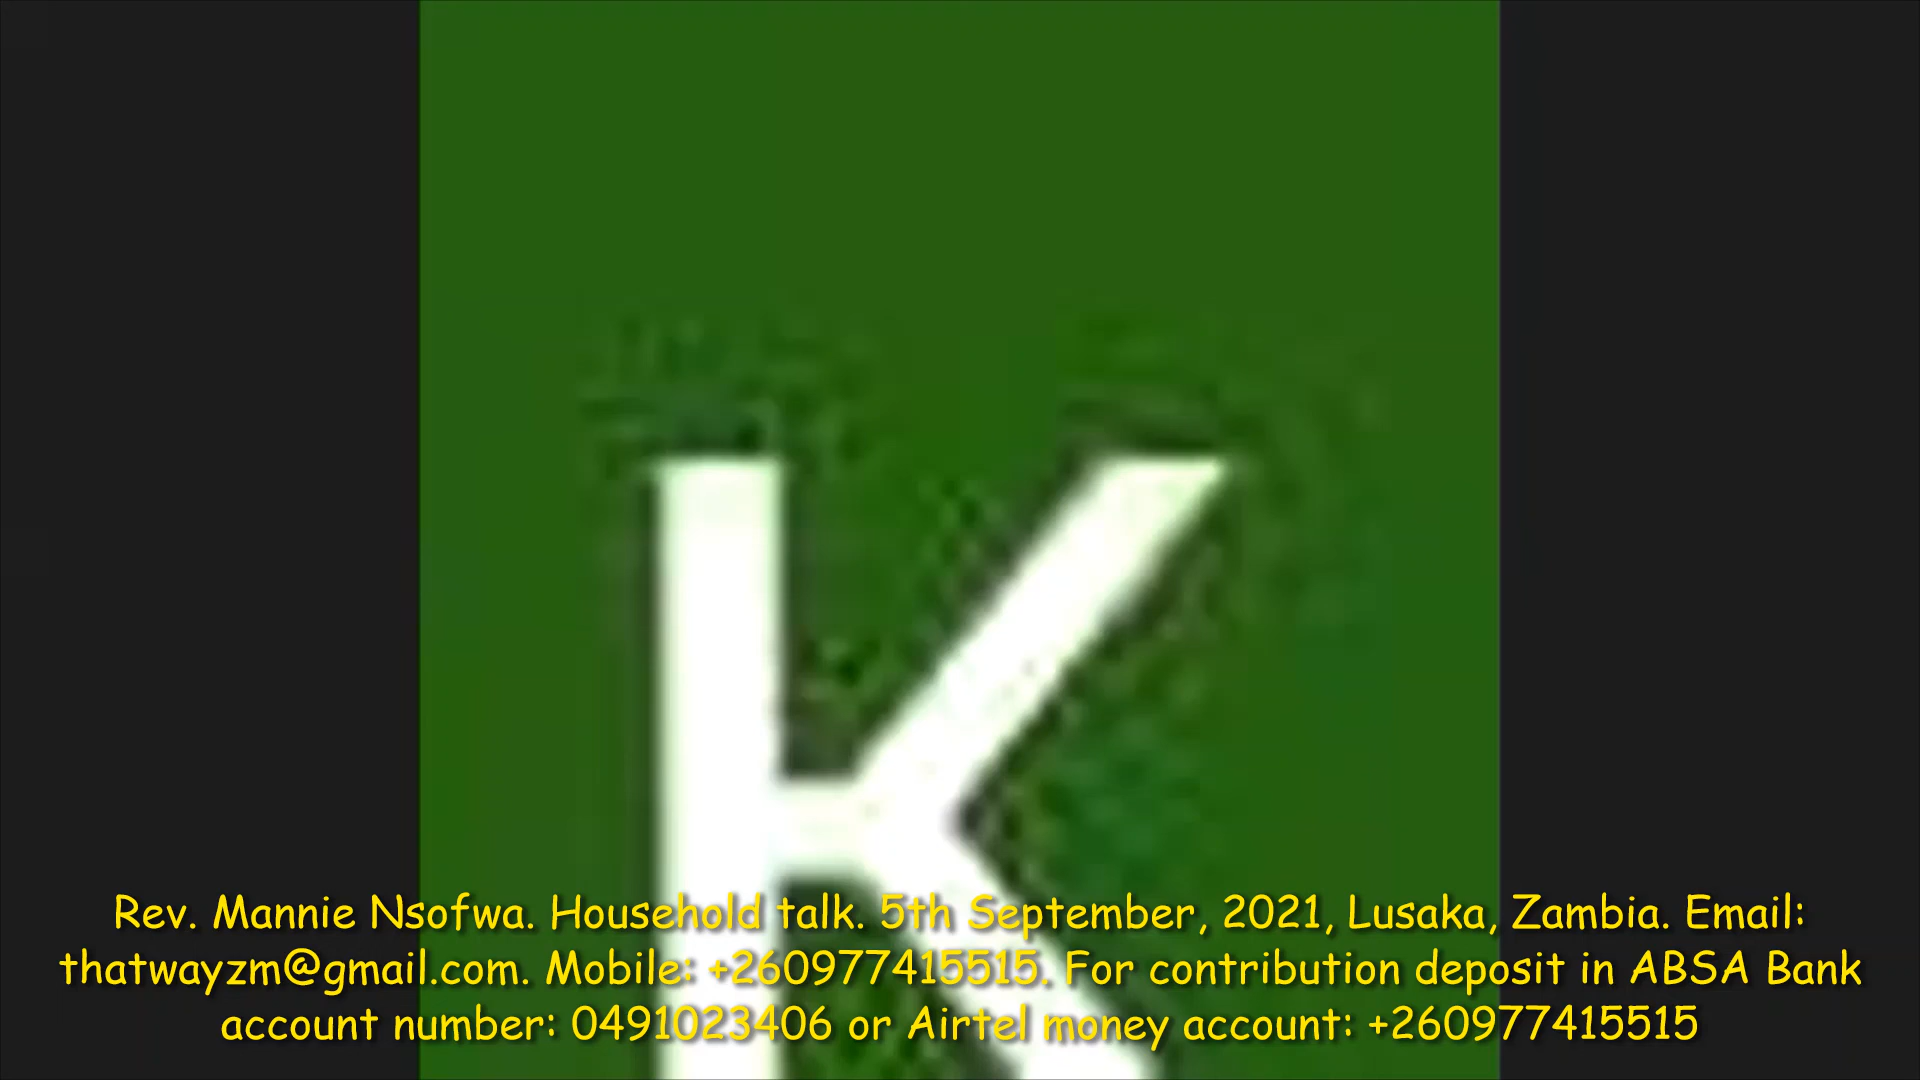 K
Rev. Mannie Nsofwa. Household talk. 5th September, 2021, Lusaka, Zambia. Email:
thatwayzm@gmail.com. Mobile: +260977415515. For contribution deposit in ABSA Bank
account number: 0491023406 or Airtel money account: +260977415515